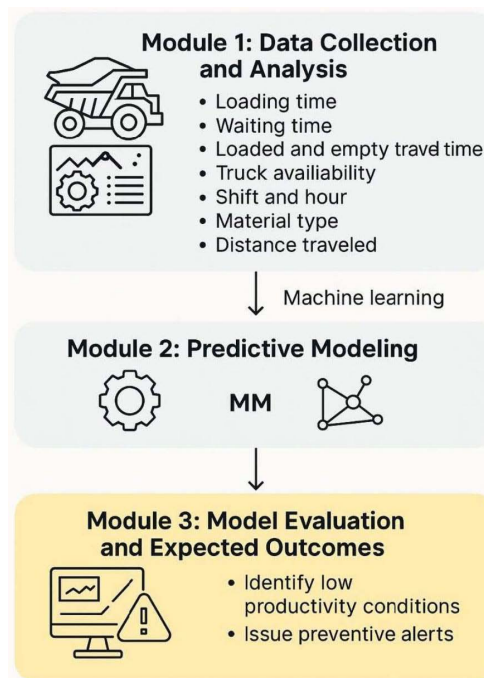 Module 1: Data Collection
and Analysis
• Loading time
• Waiting time
• Loaded and empty travel time
• Truck availiability
• Shift and hour
• Material type
• Distance traveled
Machine learning
Module 2: Predictive Modeling
MM
Module 3: Model Evaluation
and Expected Outcomes
• Identify low
productivity conditions
• Issue preventive alerts